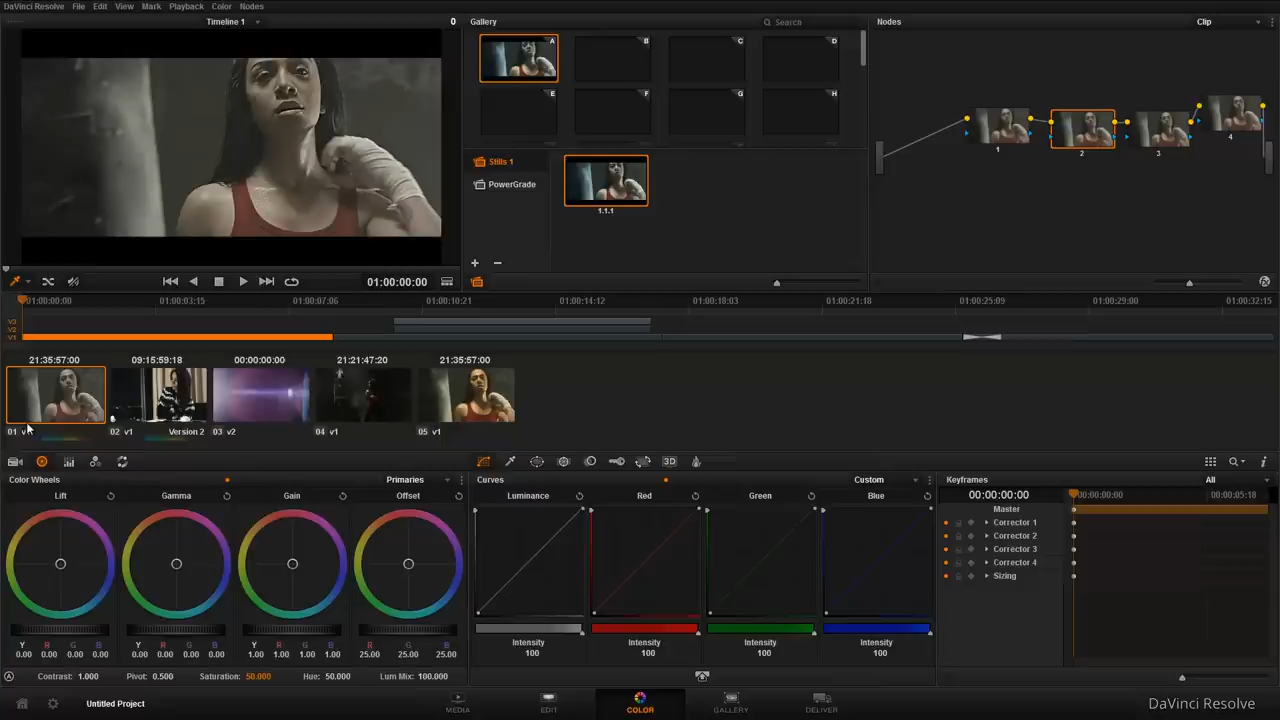 DaVinci Resolve File Edit View Mark Playback Color Nodes
Timeline 1 0
Gallery Search
Nodes Clip
A B C D
E F G H
Stills 1
PowerGrade
1.1.1
1 2 3 4
01:00:00:00
01:00:00:00 01:00:03:15 01:00:07:06 01:00:10:21 01:00:14:12 01:00:18:03 01:00:21:18 01:00:25:09 01:00:29:00 01:00:32:15
V3
V2
V1
21:35:57:00 09:15:59:18 00:00:00:00 21:21:47:20 21:35:57:00
01 02 v1 Version 2 03 v2 04 v1 05 v1
3D
Color Wheels Primaries
Curves Custom
Keyframes All
Lift Gamma Gain Offset
Luminance Red Green Blue
00:00:00:00 00:00:00:00 00:00:05:18
Master
Corrector 1
Corrector 2
Corrector 3
Corrector 4
Sizing
Y R G B Y R G B Y R G B R G B
0.00 0.00 0.00 0.00 0.00 0.00 0.00 0.00 1.00 1.00 1.00 1.00 25.00 25.00 25.00
Intensity Intensity Intensity Intensity
100 100 100 100
A Contrast: 1.000 Pivot: 0.500 Saturation: 50.000 Hue: 50.000 Lum Mix: 100.000
Untitled Project
MEDIA EDIT COLOR GALLERY DELIVER
DaVinci Resolve